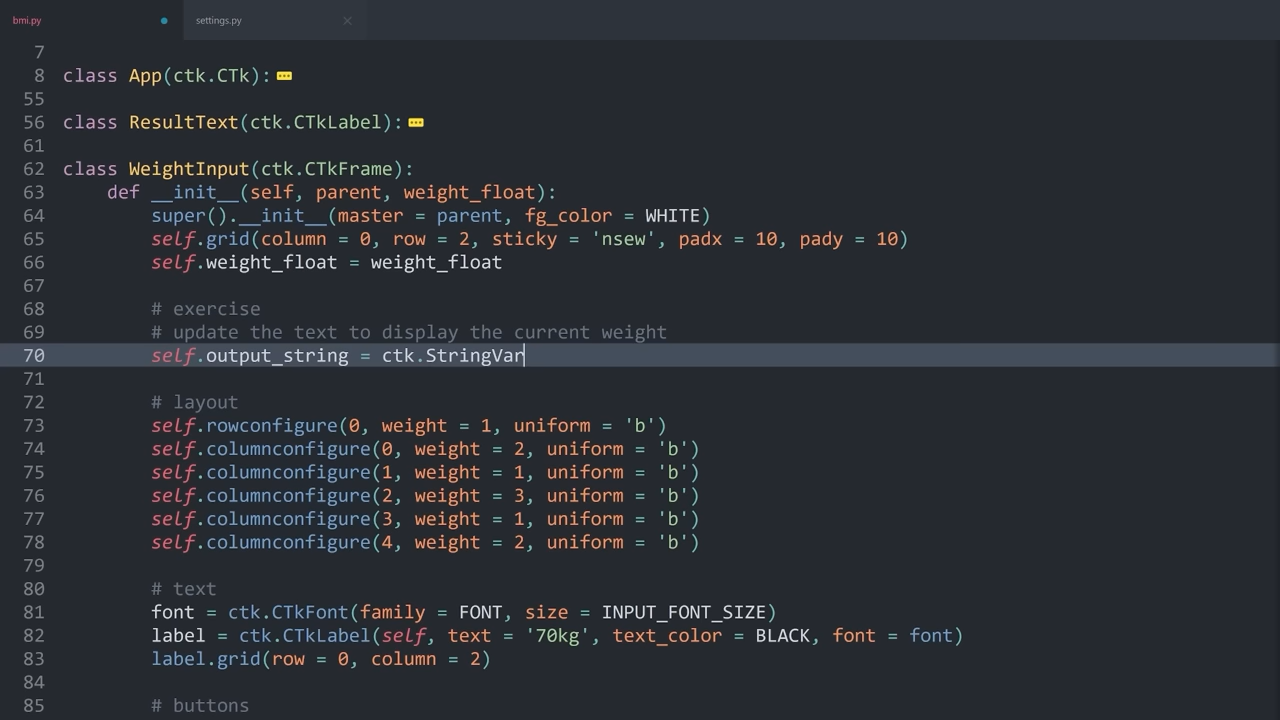 bmi.py
settings.py
7
8 class App(ctk.CTk):
55
56 class ResultText(ctk.CTkLabel):
61
62 class WeightInput(ctk.CTkFrame):
63 def __init__(self, parent, weight_float):
64 super().__init__(master = parent, fg_color = WHITE)
65 self.grid(column = 0, row = 2, sticky = 'nsew', padx = 10, pady = 10)
66 self.weight_float = weight_float
67
68 # exercise
69 # update the text to display the current weight
70 self.output_string = ctk.StringVar
71
72 # layout
73 self.rowconfigure(0, weight = 1, uniform = 'b')
74 self.columnconfigure(0, weight = 2, uniform = 'b')
75 self.columnconfigure(1, weight = 1, uniform = 'b')
76 self.columnconfigure(2, weight = 3, uniform = 'b')
77 self.columnconfigure(3, weight = 1, uniform = 'b')
78 self.columnconfigure(4, weight = 2, uniform = 'b')
79
80 # text
81 font = ctk.CTkFont(family = FONT, size = INPUT_FONT_SIZE)
82 label = ctk.CTkLabel(self, text = '70kg', text_color = BLACK, font = font)
83 label.grid(row = 0, column = 2)
84
85 # buttons